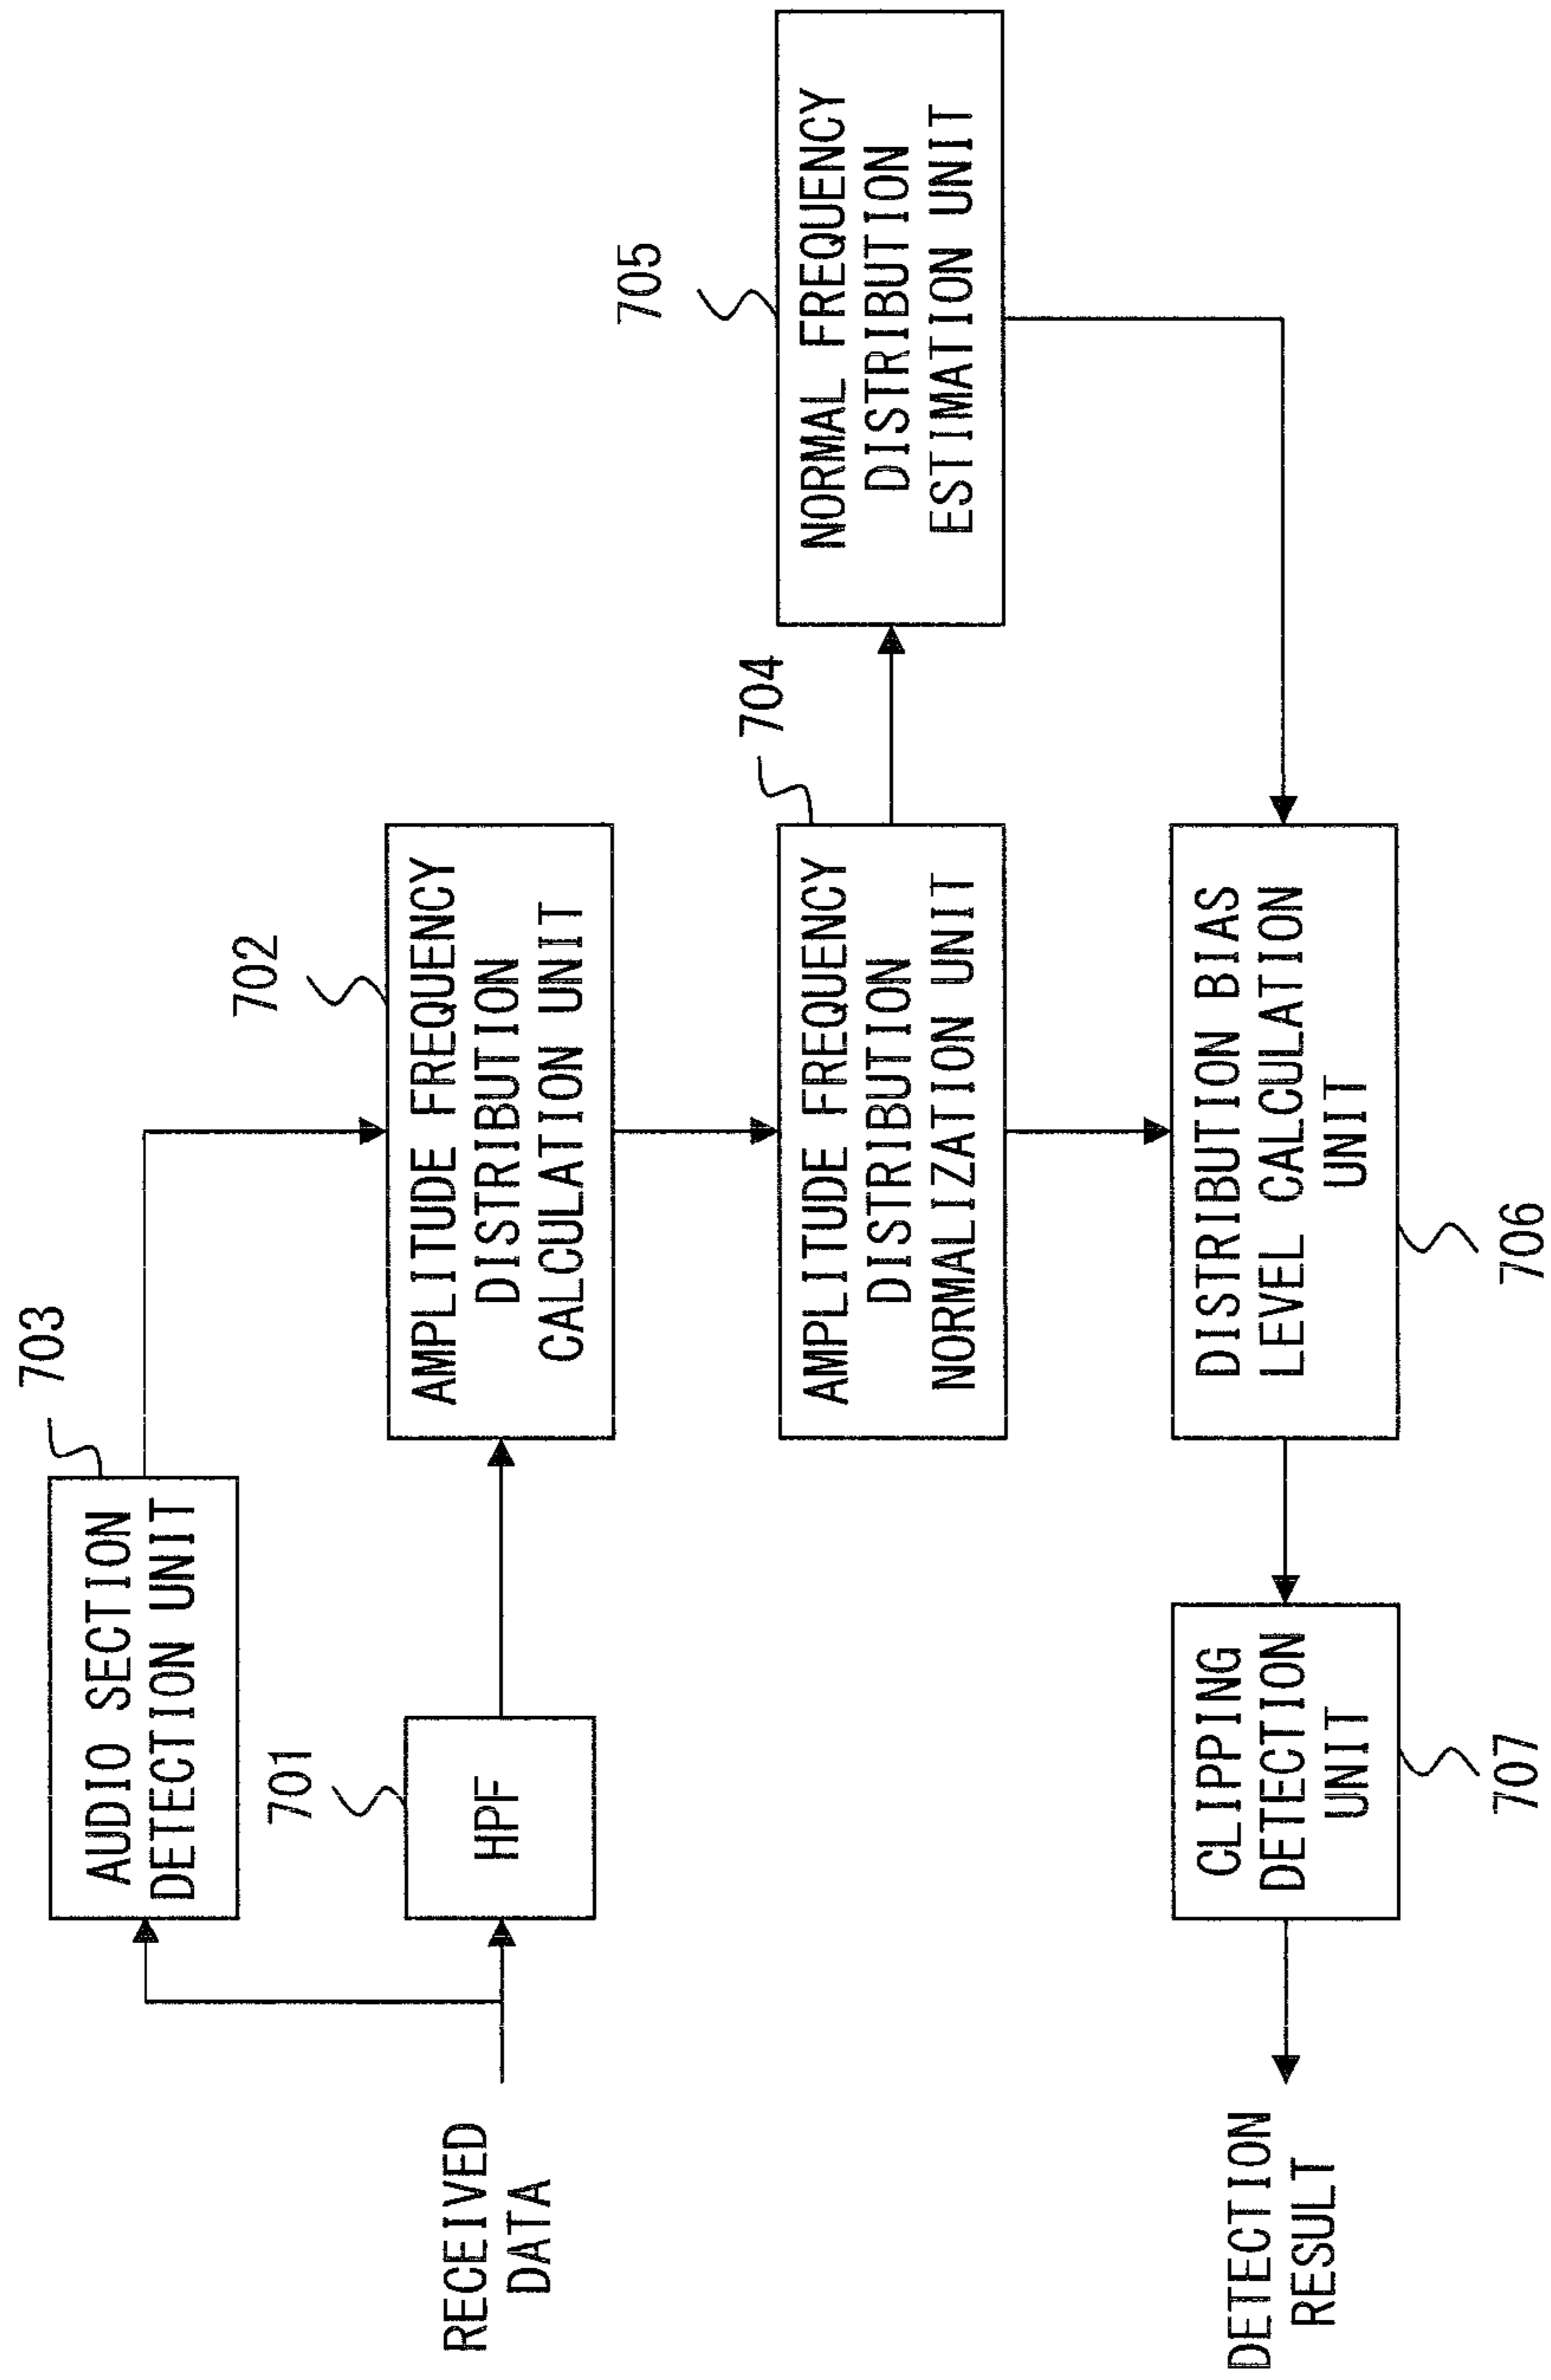 703
AUDIO SECTION
DETECTION UNIT
702
701
RECEIVED
DATA
HPF
AMPLITUDE FREQUENCY
DISTRIBUTION
CALCULATION UNIT
705
704
AMPLITUDE FREQUENCY
DISTRIBUTION
NORMALIZATION UNIT
NORMAL FREQUENCY
DISTRIBUTION
ESTIMATION UNIT
DETECTION
RESULT
CLIPPING
DETECTION
UNIT
DISTRIBUTION BIAS
LEVEL CALCULATION
UNIT
707
706